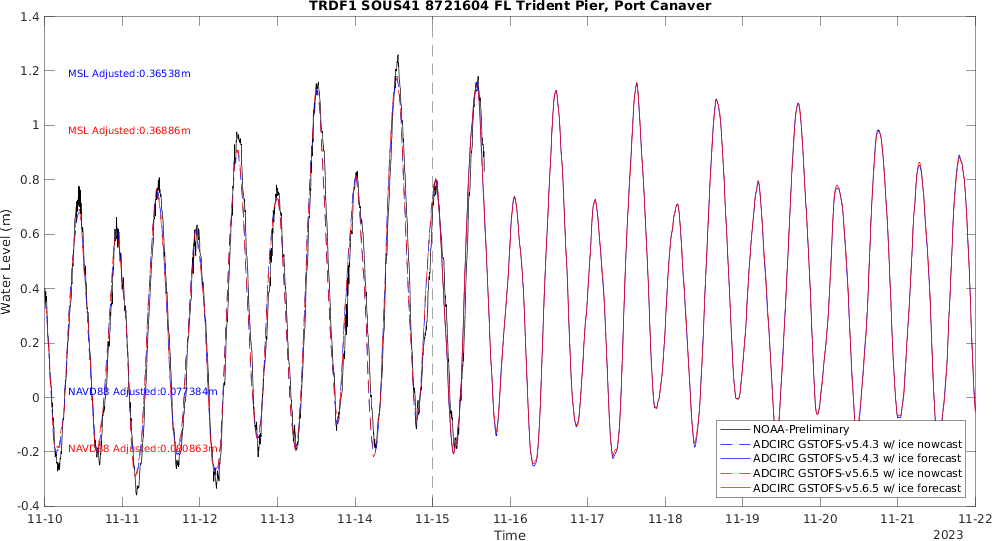 TRDF1 SOUS41 8721604 FL Trident Pier, Port Canaver
Water Level (m)
1.4
1.2
1
0.8
0.6
0.4
0.2
0
-0.2
-0.4
MSL Adjusted:0.36538m
MSL Adjusted:0.36886m
NAVD88 Adjusted:0.077384m
NAVD88 Adjusted:0.080863m
NOAA-Preliminary
ADCIRC GSTOFS-v5.4.3 w/ ice nowcast
ADCIRC GSTOFS-v5.4.3 w/ ice forecast
ADCIRC GSTOFS-v5.6.5 w/ ice nowcast
ADCIRC GSTOFS-v5.6.5 w/ ice forecast
11-10 11-11 11-12 11-13 11-14 11-15 11-16 11-17 11-18 11-19 11-20 11-21 11-22
Time
2023